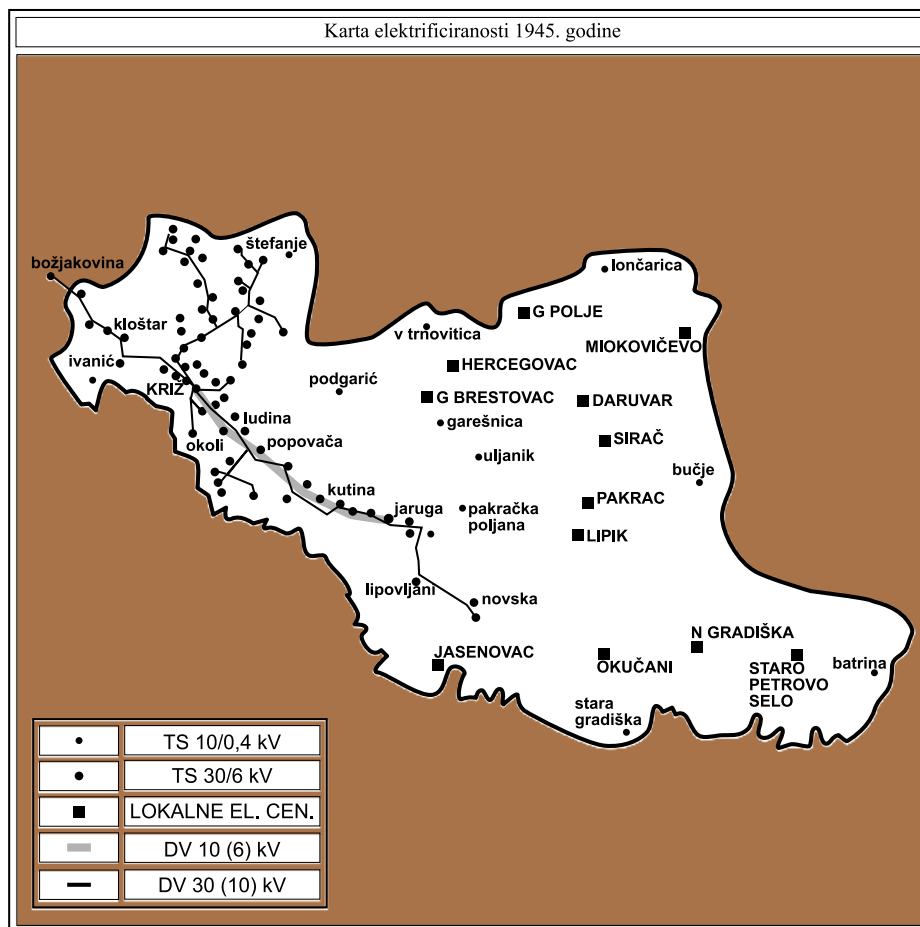 Karta elektrificiranosti 1945. godine
štefanje
božjakovina
lončarica
kloštar
G POLJE
v trnovitica
MIOKOVIČEVO
ivanić
HERCEGOVAC
KRIŽ
podgarić
G BRESTOVAC
DARUVAR
ludina
garešnica
okoli
popovača
SIRAČ
uljanik
bučje
kutina
jaruga
pakračka
poljana
PAKRAC
LIPIK
lipovljani
novska
N GRADIŠKA
JASENOVAC
OKUČANI
STARO
PETROVO
SELO
batrina
stara
gradiška
TS 10/0,4 kV
TS 30/6 kV
LOKALNE EL. CEN.
DV 10 (6) kV
DV 30 (10) kV